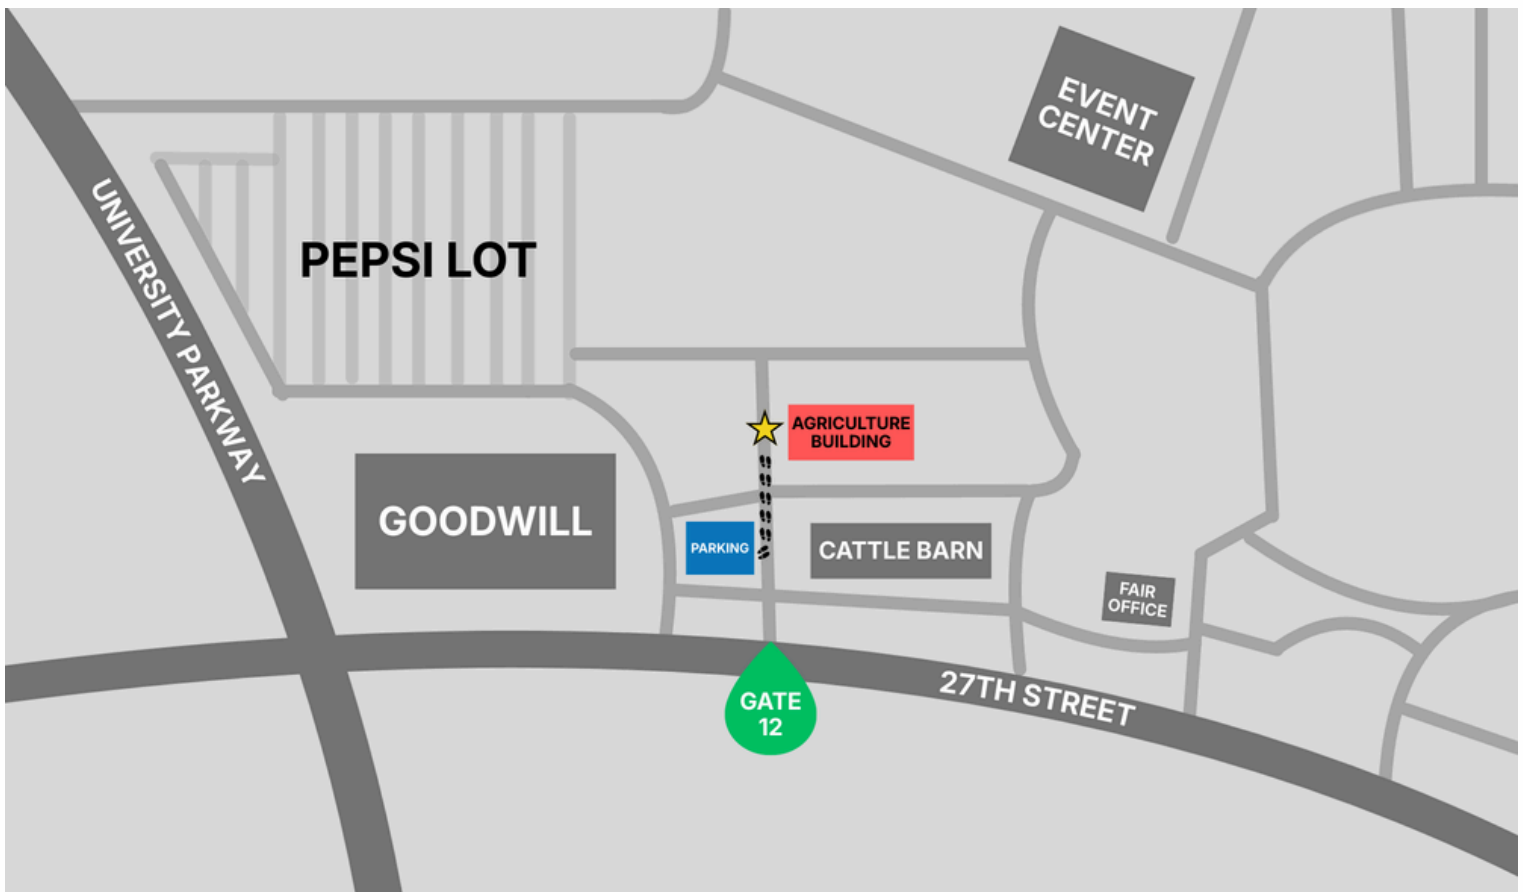 EVENT
CENTER
UNIVERSITY PARKWAY
PEPSI LOT
AGRICULTURE
BUILDING
GOODWILL
PARKING
CATTLE BARN
FAIR
OFFICE
27TH STREET
GATE
12